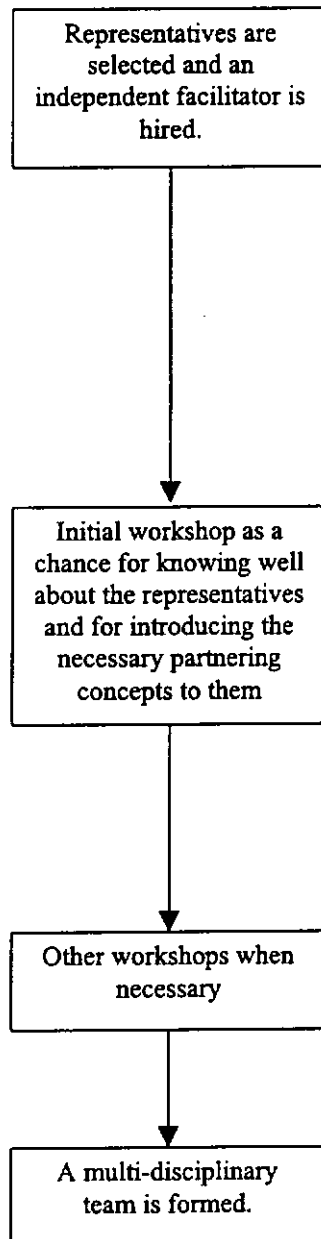 Representatives are
selected and an
independent facilitator is
hired.
Initial workshop as a
chance for knowing well
about the representatives
and for introducing the
necessary partnering
concepts to them
Other workshops when
necessary
A multi-disciplinary
team is formed.